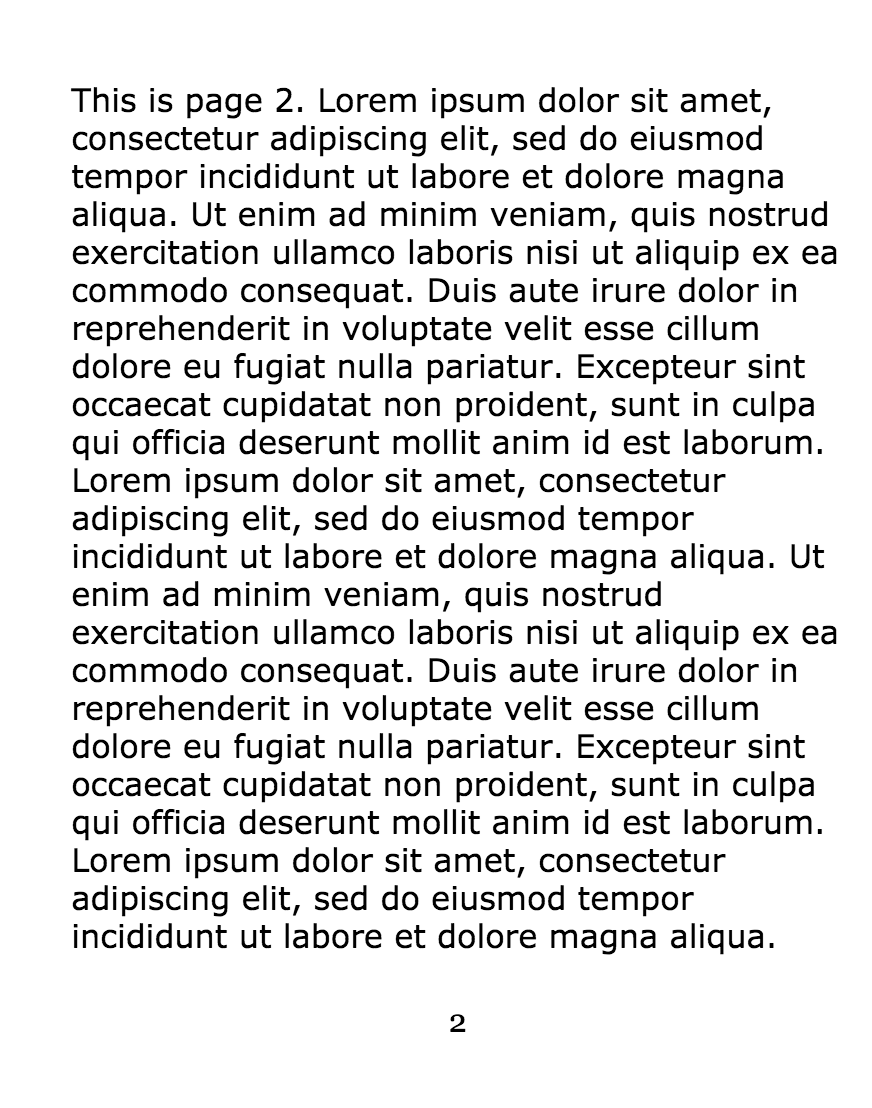 This is page 2. Lorem ipsum dolor sit amet,
consectetur adipiscing elit, sed do eiusmod
tempor incididunt ut labore et dolore magna
aliqua. Ut enim ad minim veniam, quis nostrud
exercitation ullamco laboris nisi ut aliquip ex ea
commodo consequat. Duis aute irure dolor in
reprehenderit in voluptate velit esse cillum
dolore eu fugiat nulla pariatur. Excepteur sint
occaecat cupidatat non proident, sunt in culpa
qui officia deserunt mollit anim id est laborum.
Lorem ipsum dolor sit amet, consectetur
adipiscing elit, sed do eiusmod tempor
incididunt ut labore et dolore magna aliqua. Ut
enim ad minim veniam, quis nostrud
exercitation ullamco laboris nisi ut aliquip ex ea
commodo consequat. Duis aute irure dolor in
reprehenderit in voluptate velit esse cillum
dolore eu fugiat nulla pariatur. Excepteur sint
occaecat cupidatat non proident, sunt in culpa
qui officia deserunt mollit anim id est laborum.
Lorem ipsum dolor sit amet, consectetur
adipiscing elit, sed do eiusmod tempor
incididunt ut labore et dolore magna aliqua.
2